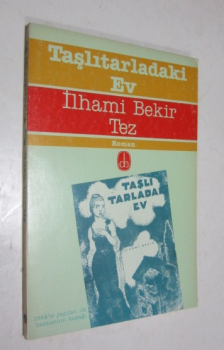 Taşlıtarladaki
Ev
İlhami Bekir
Tez
Roman
TAŞLI
TARLADAKİ
EV